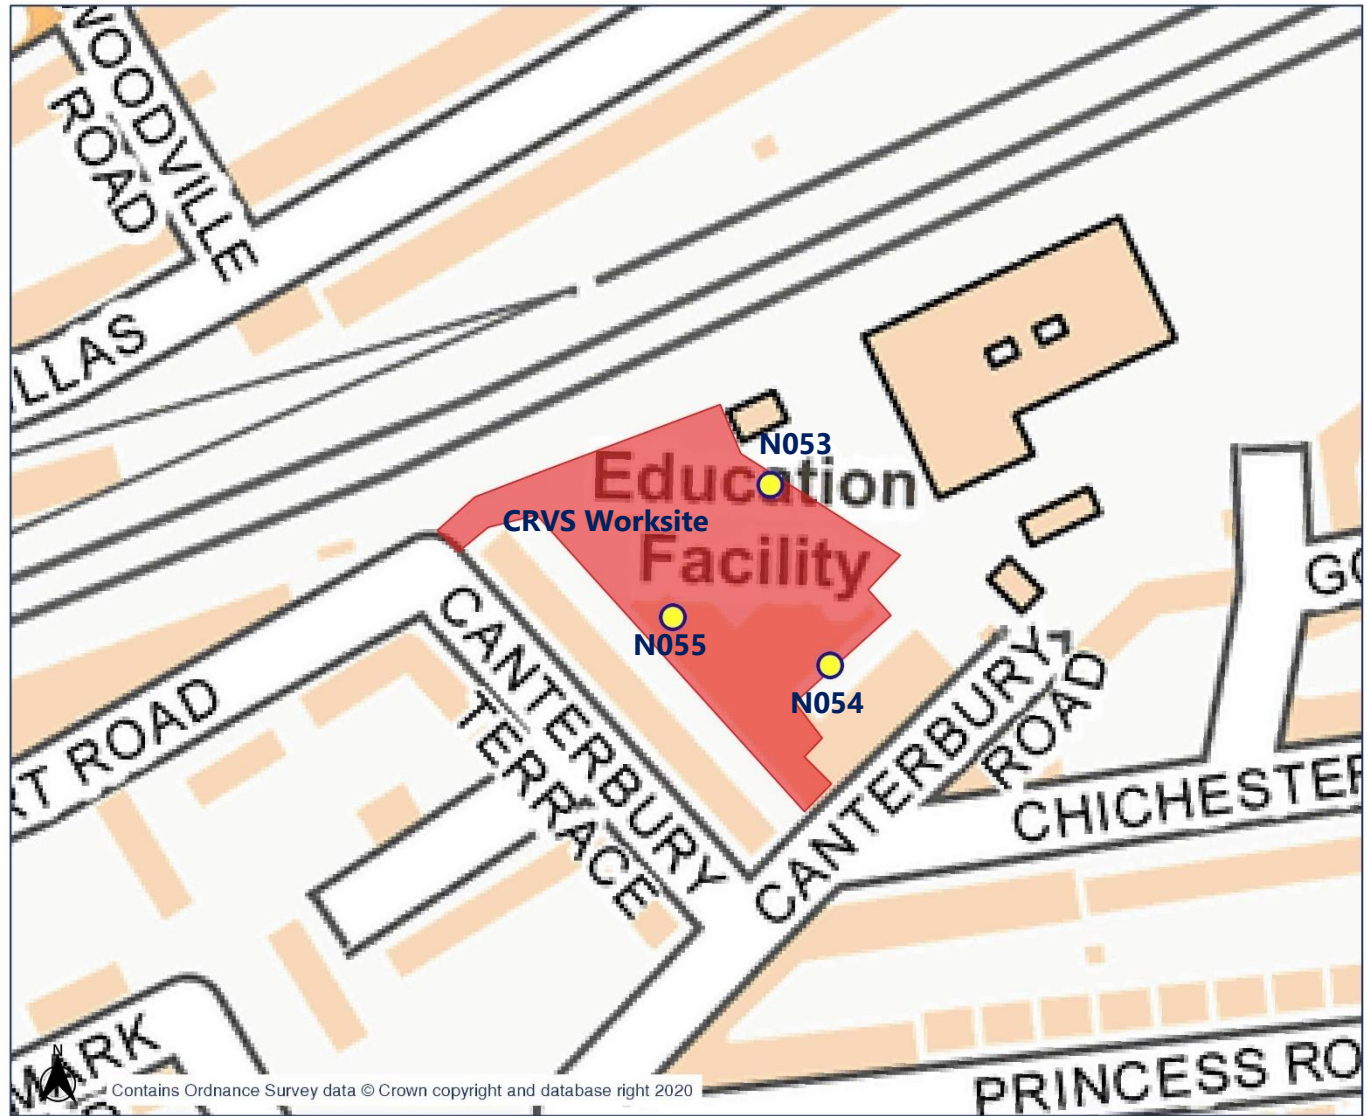 WOODVILLE
ROAD
LLAS
N053
Education
CRVS Worksite
Facility
N055
N054
CANTERBURY
TERRACE
RT ROAD
CANTERBURY
ROAD
GO
CHICHESTER
MARK
PRINCESS RO
N
Contains Ordnance Survey data © Crown copyright and database right 2020